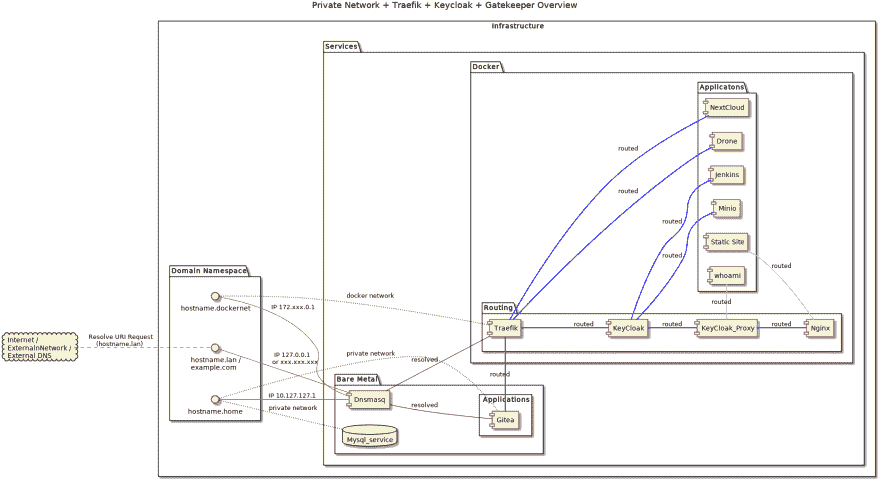 Private Network + Traefik + Keycloak + Gatekeeper Overview
Infrastructure
Services
Docker
Applicatons
NextCloud
Drone
routed
Jenkins
routed
Minio
routed
Static Site
routed
routed
whoami
Domain Namespace
hostname.dockernet
docker network
IP 172.xxx.0.1
Routing
Traefik
routed
KeyCloak
routed
KeyCloak_Proxy
routed
Nginx
routed
Internet /
ExternalNetwork /
External DNS
Resolve URI Request
(hostname.lan)
hostname.lan /
example.com
IP 127.0.0.1
or xxx.xxx.xxx
private network
resolved
routed
Bare Metal
hostname.home
IP 10.127.127.1
private network
Dnsmasq
resolved
Applications
Gitea
Mysql_service